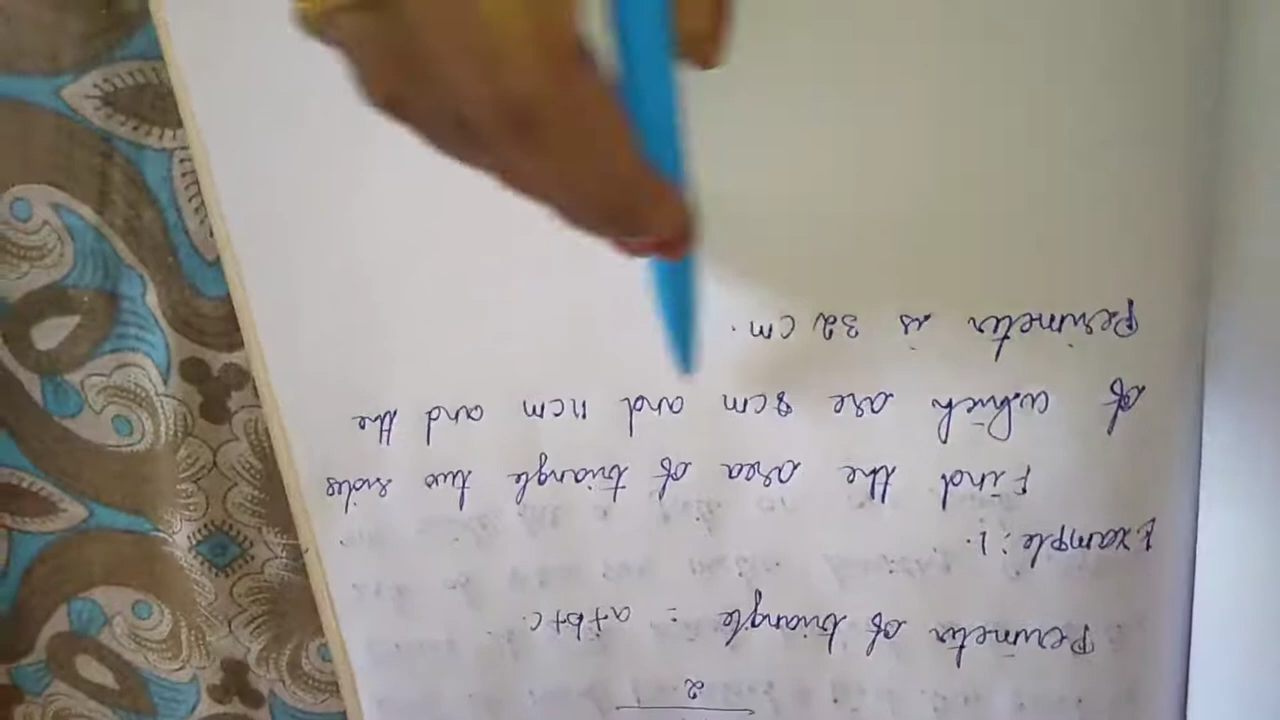 2
Perimeter of triangle = a+b+c.
Example: 1.
Find the area of triangle two sides
of which are 8cm and 11cm and the
Perimeter is 32 cm.